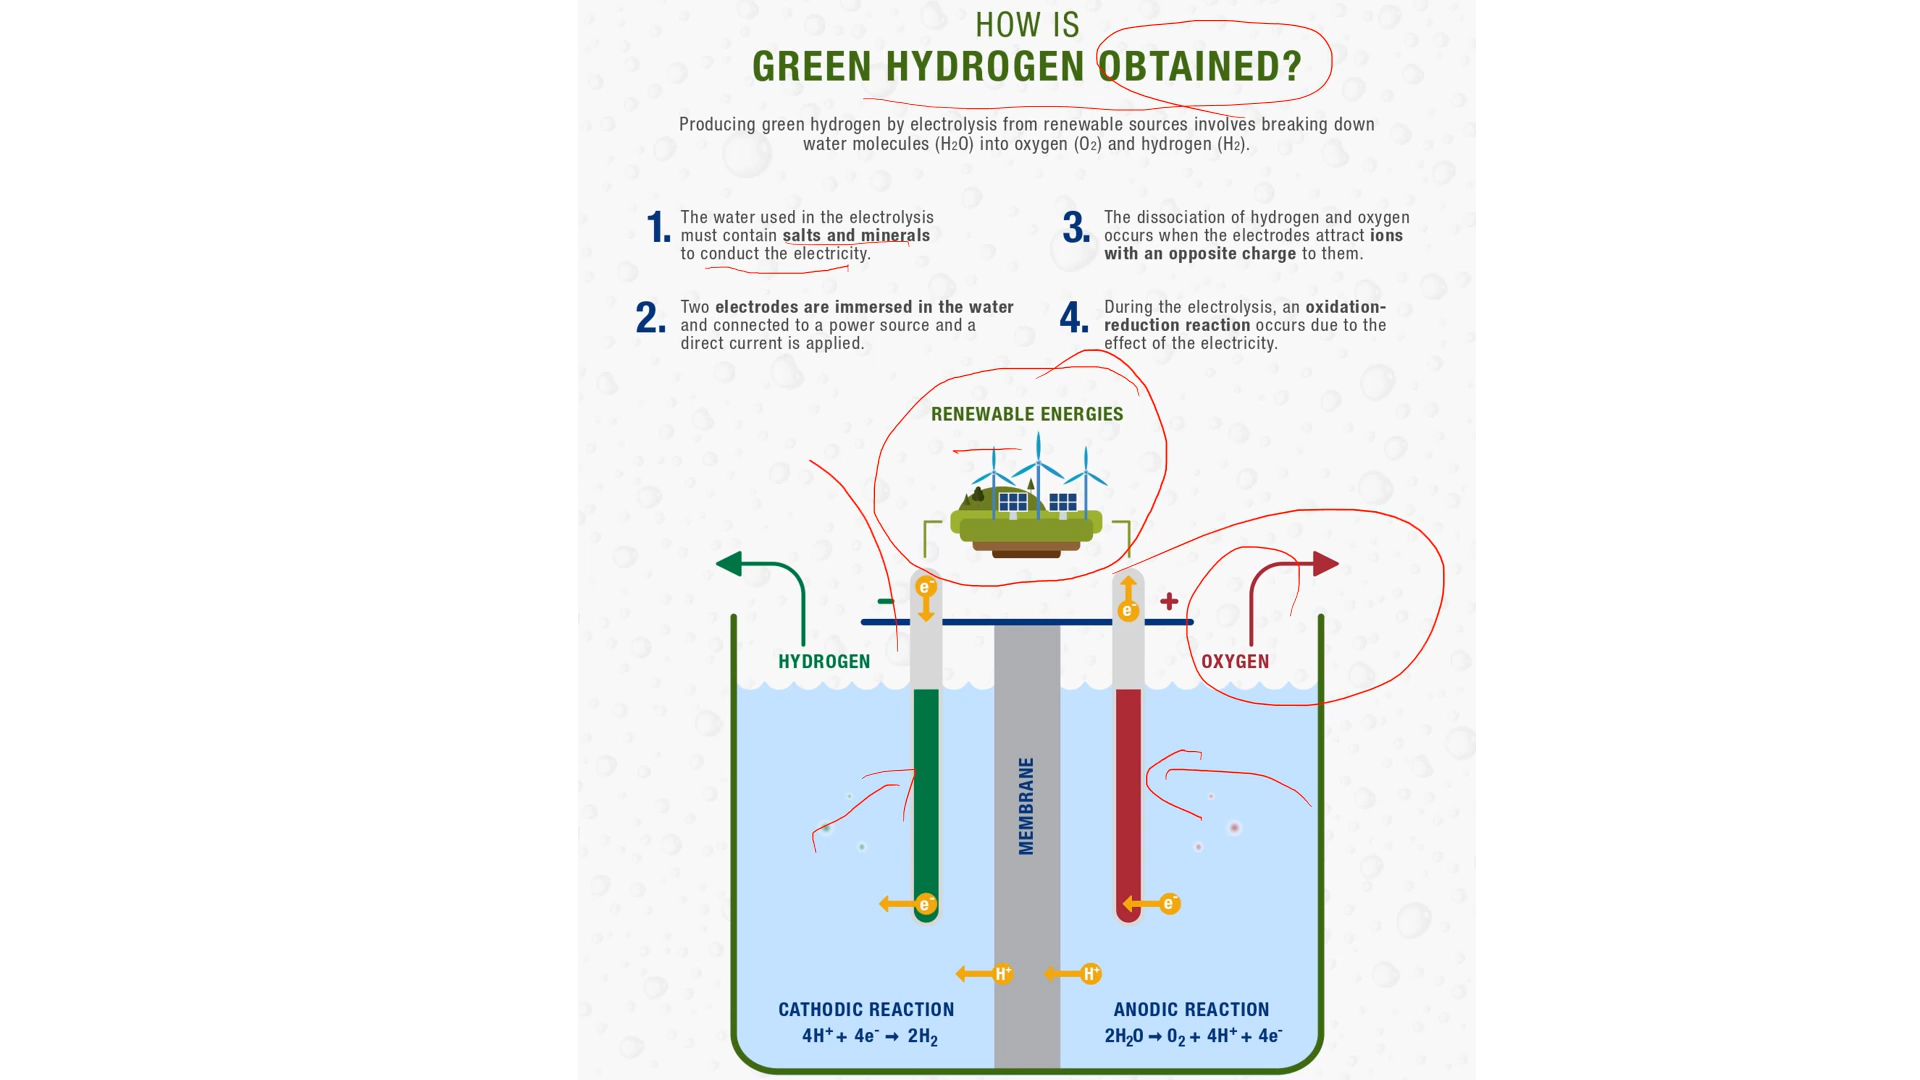 HOW IS
GREEN HYDROGEN OBTAINED?
Producing green hydrogen by electrolysis from renewable sources involves breaking down
water molecules (H₂O) into oxygen (O₂) and hydrogen (H₂).
1. The water used in the electrolysis
must contain salts and minerals
to conduct the electricity.
2. Two electrodes are immersed in the water
and connected to a power source and a
direct current is applied.
3. The dissociation of hydrogen and oxygen
occurs when the electrodes attract ions
with an opposite charge to them.
4. During the electrolysis, an oxidation-
reduction reaction occurs due to the
effect of the electricity.
RENEWABLE ENERGIES
e⁻
e⁻
− +
HYDROGEN
OXYGEN
MEMBRANE
e⁻
e⁻
H⁺
H⁺
CATHODIC REACTION
4H⁺ + 4e⁻ → 2H₂
ANODIC REACTION
2H₂O → O₂ + 4H⁺ + 4e⁻